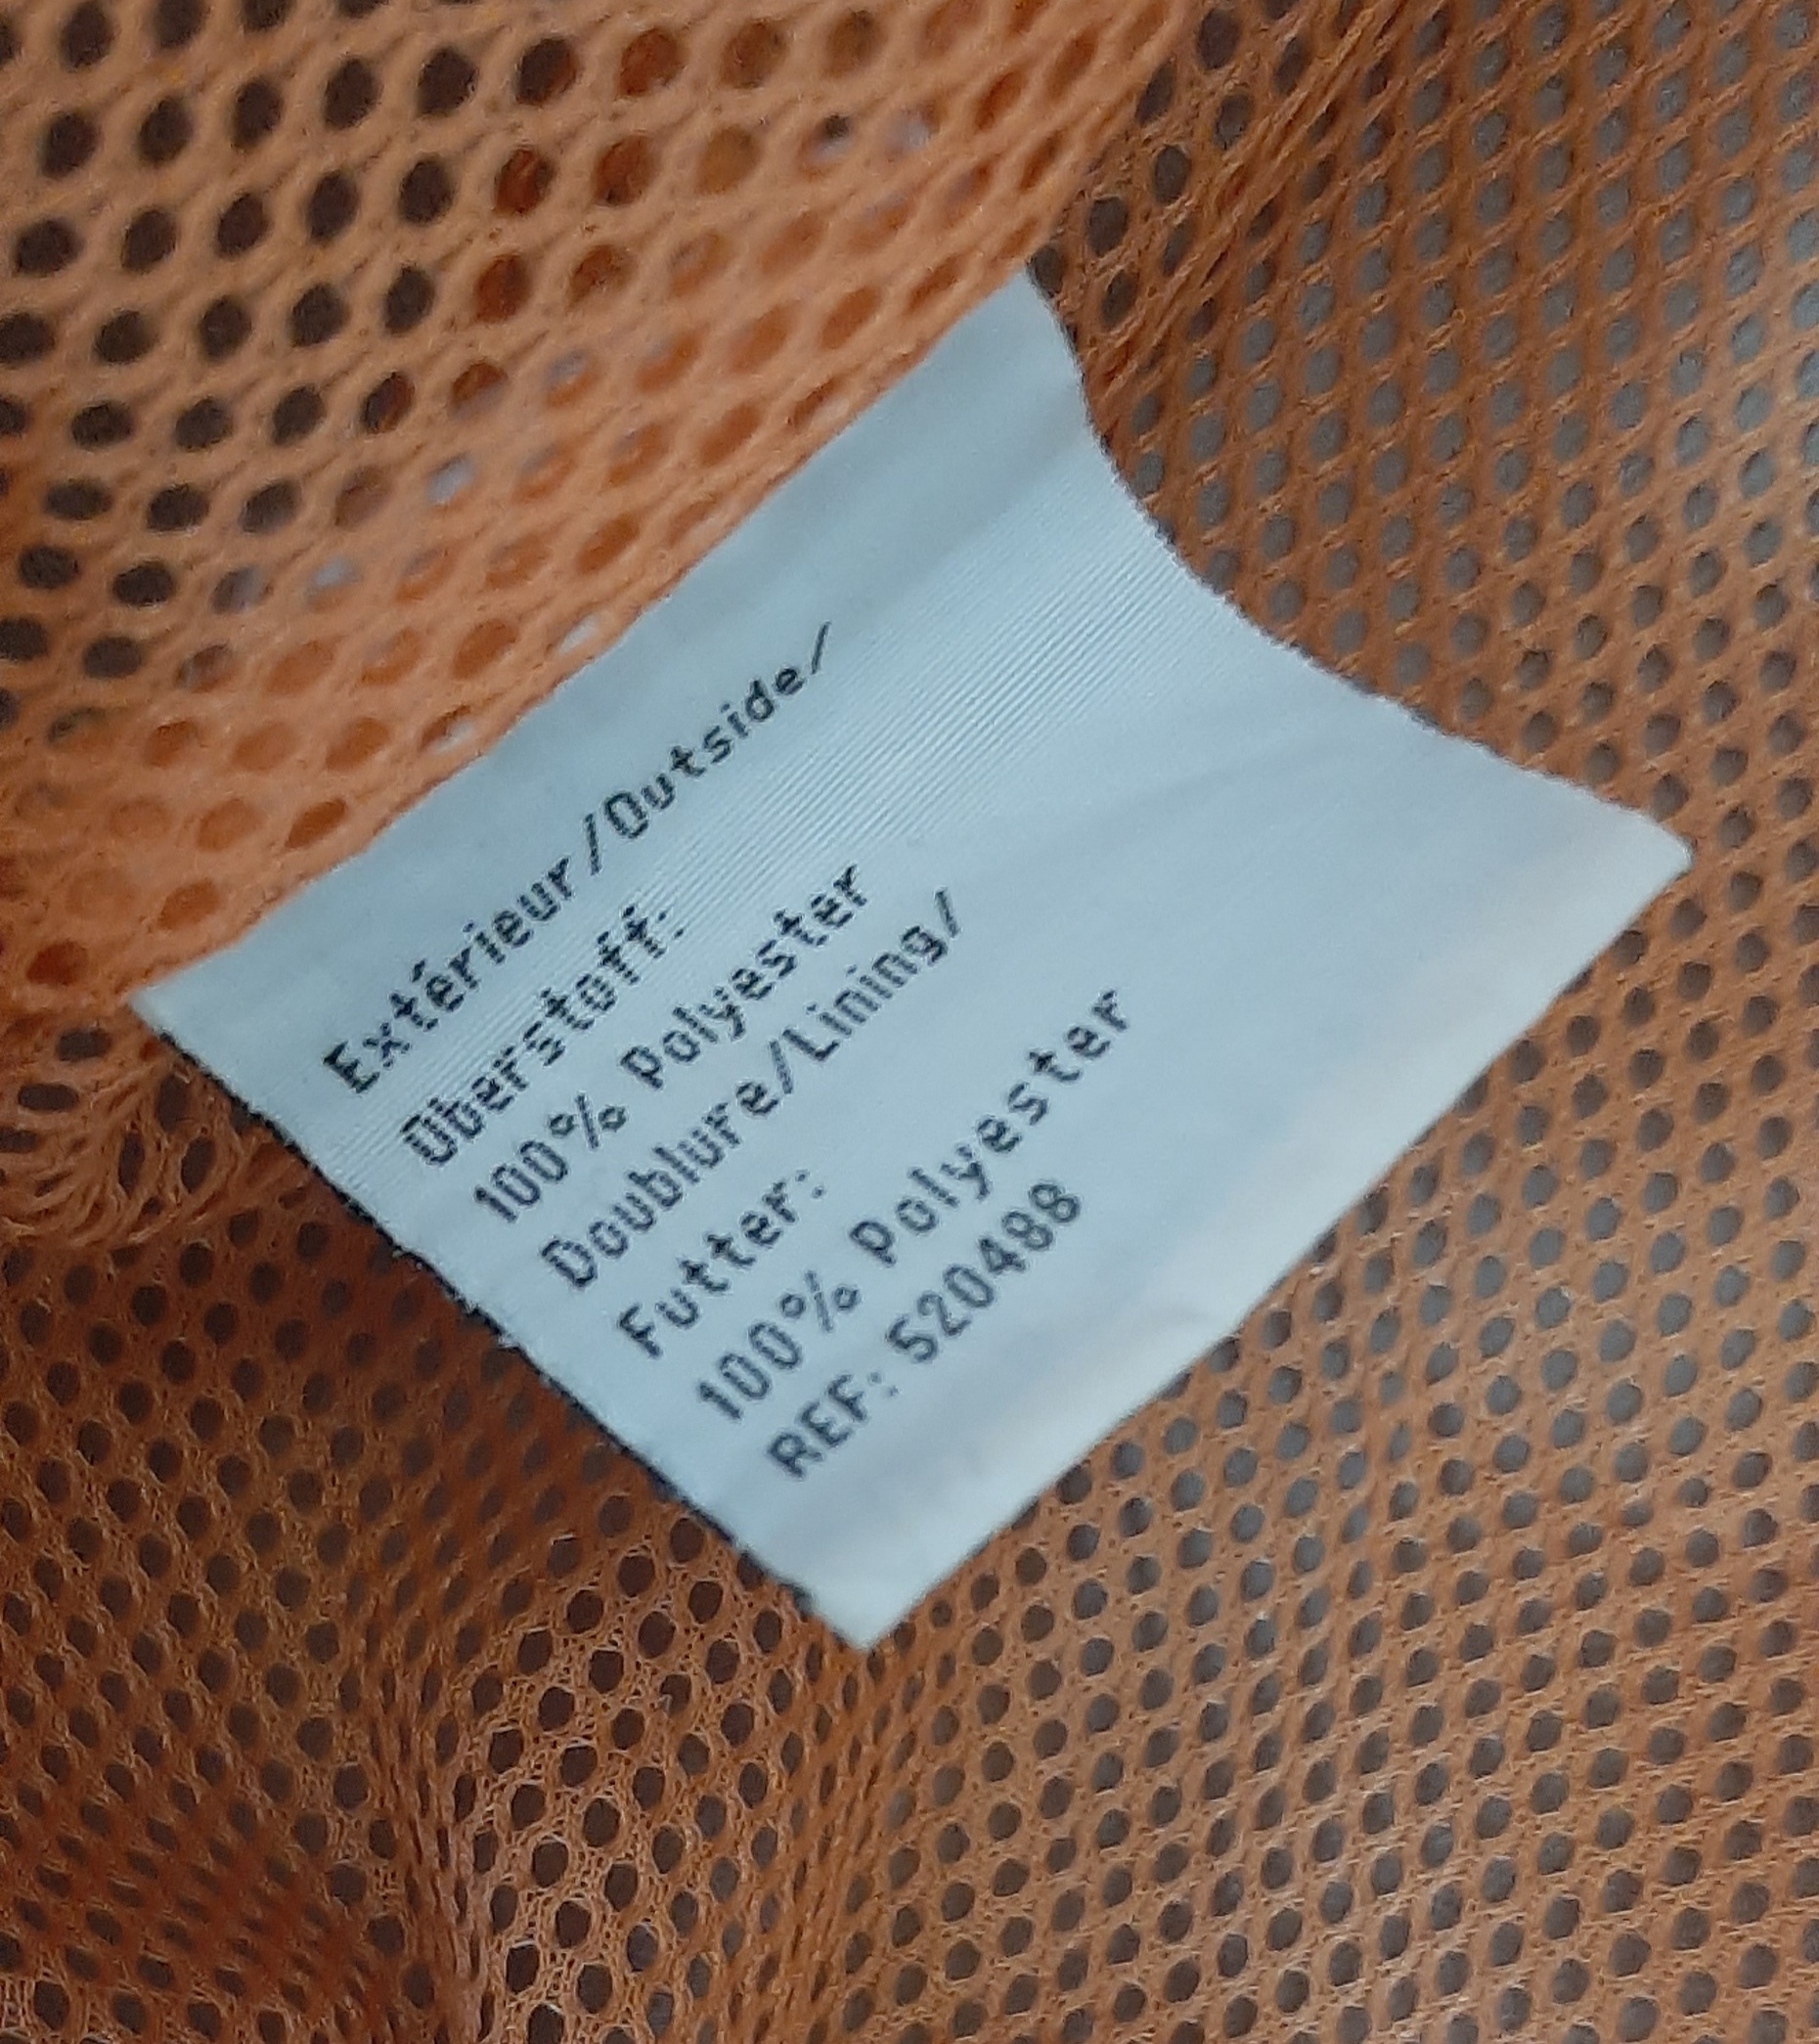 Extérieur/Outside/
Oberstoff:
100% Polyester
Doublure/Lining/
Futter:
100% Polyester
REF: 520488